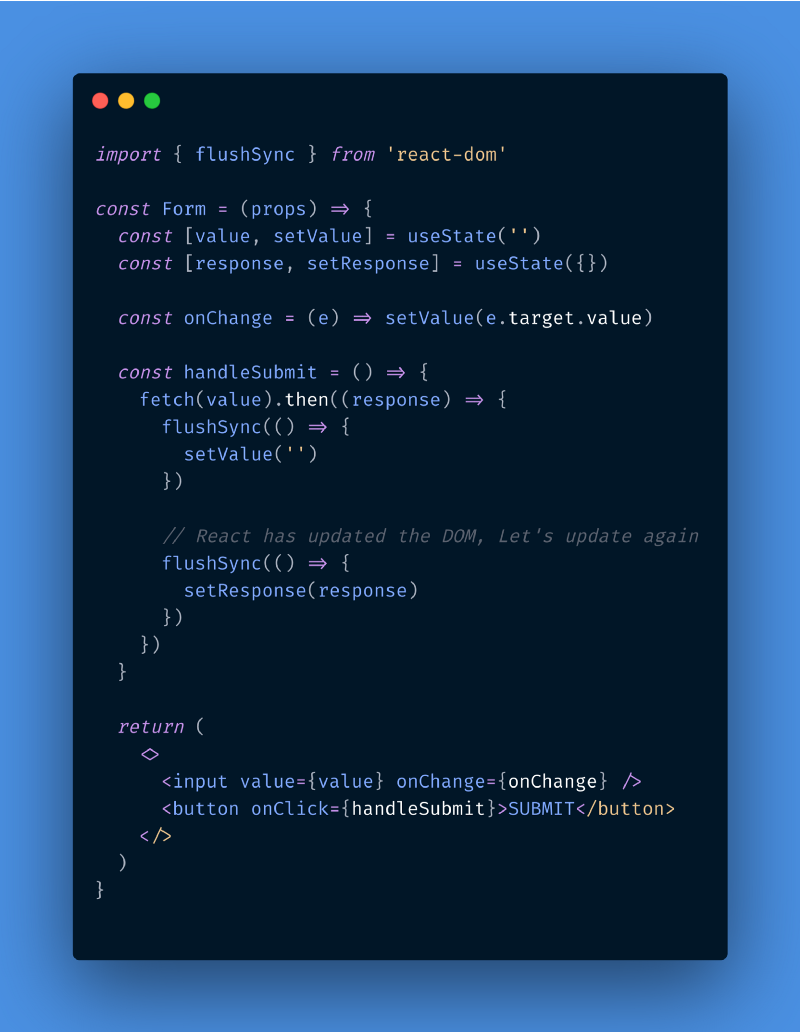 import { flushSync } from 'react-dom'

const Form = (props) => {
  const [value, setValue] = useState('')
  const [response, setResponse] = useState({})

  const onChange = (e) => setValue(e.target.value)

  const handleSubmit = () => {
    fetch(value).then((response) => {
      flushSync(() => {
        setValue('')
      })

      // React has updated the DOM, Let's update again
      flushSync(() => {
        setResponse(response)
      })
    })
  }

  return (
    <>
      <input value={value} onChange={onChange} />
      <button onClick={handleSubmit}>SUBMIT</button>
    </>
  )
}